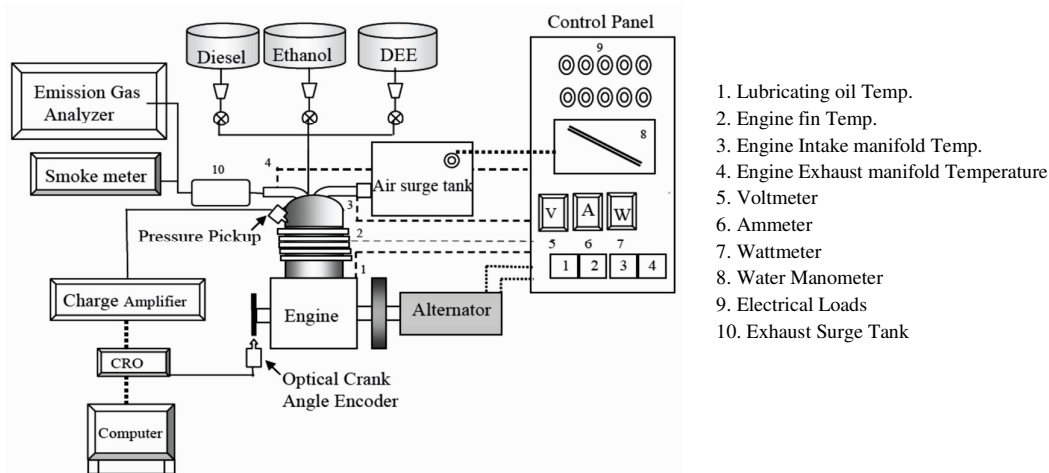 Control Panel
Diesel
Ethanol
DEE
9
Emission Gas
Analyzer
8
Smoke meter
10
4
Air surge tank
3
V
A
W
Pressure Pickup
2
5
6
7
1
1
2
3
4
Charge Amplifier
Engine
Alternator
CRO
Optical Crank
Angle Encoder
Computer
1. Lubricating oil Temp.
2. Engine fin Temp.
3. Engine Intake manifold Temp.
4. Engine Exhaust manifold Temperature
5. Voltmeter
6. Ammeter
7. Wattmeter
8. Water Manometer
9. Electrical Loads
10. Exhaust Surge Tank